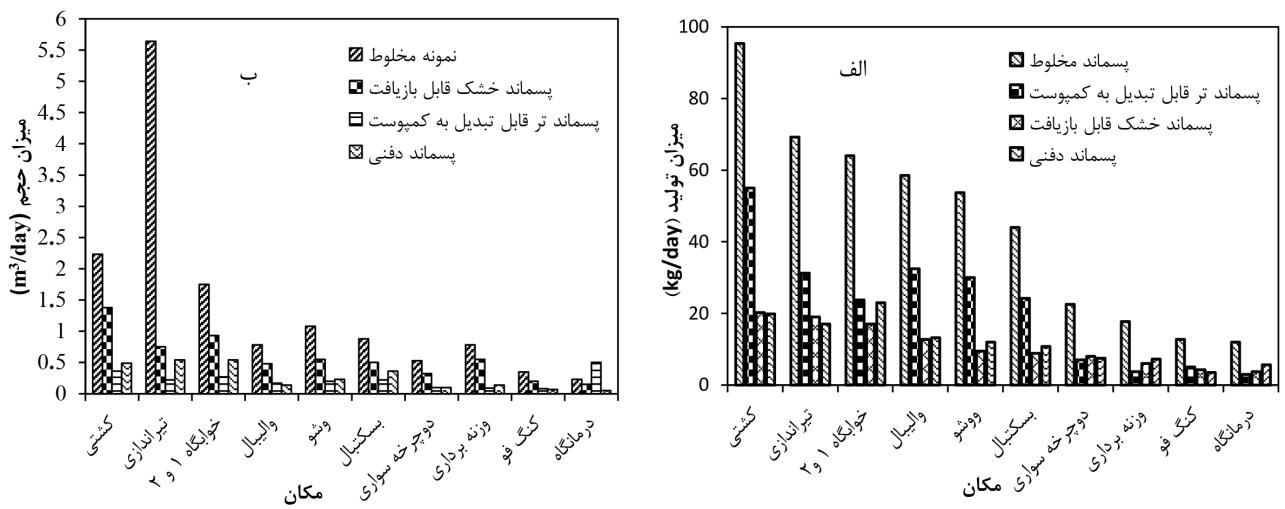 الف
میزان تولید (kg/day)
100
80
60
40
20
0
پسماند مخلوط
پسماند تر قابل تبدیل به کمپوست
پسماند خشک قابل بازیافت
پسماند دفنی
کشتی
تیراندازی
خوابگاه ۱ و۲
والیبال
ووشو
بسکتبال
دوچرخه سواری
وزنه برداری
کنگ فو
درمانگاه
مکان
ب
میزان حجم (m³/day)
6
5.5
5
4.5
4
3.5
3
2.5
2
1.5
1
0.5
0
نمونه مخلوط
پسماند خشک قابل بازیافت
پسماند تر قابل تبدیل به کمپوست
پسماند دفنی
کشتی
تیراندازی
خوابگاه ۱ و ۲
والیبال
وشو
بسکتبال
دوچرخه سواری
وزنه برداری
کنگ فو
درمانگاه
مکان